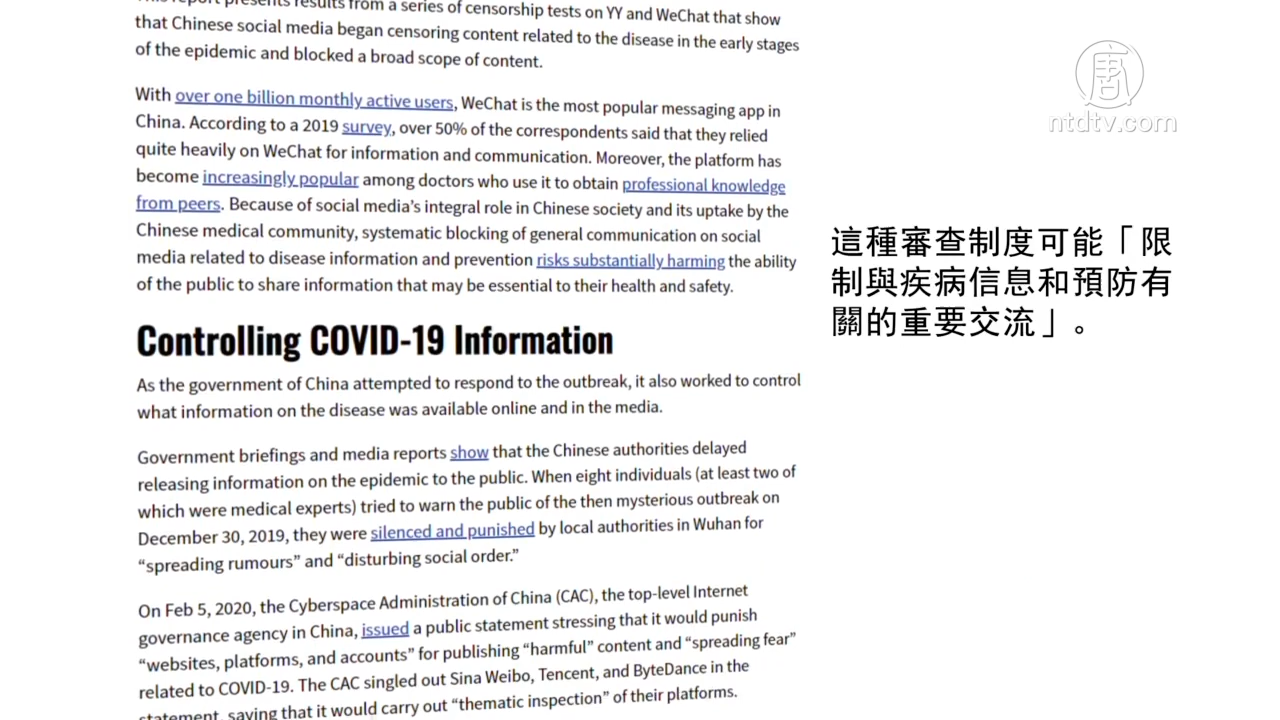 This report presents results from a series of censorship tests on YY and WeChat that show
that Chinese social media began censoring content related to the disease in the early stages
of the epidemic and blocked a broad scope of content.
With over one billion monthly active users, WeChat is the most popular messaging app in
China. According to a 2019 survey, over 50% of the correspondents said that they relied
quite heavily on WeChat for information and communication. Moreover, the platform has
become increasingly popular among doctors who use it to obtain professional knowledge
from peers. Because of social media’s integral role in Chinese society and its uptake by the
Chinese medical community, systematic blocking of general communication on social
media related to disease information and prevention risks substantially harming the ability
of the public to share information that may be essential to their health and safety.
Controlling COVID-19 Information
As the government of China attempted to respond to the outbreak, it also worked to control
what information on the disease was available online and in the media.
Government briefings and media reports show that the Chinese authorities delayed
releasing information on the epidemic to the public. When eight individuals (at least two of
which were medical experts) tried to warn the public of the then mysterious outbreak on
December 30, 2019, they were silenced and punished by local authorities in Wuhan for
“spreading rumours” and “disturbing social order.”
On Feb 5, 2020, the Cyberspace Administration of China (CAC), the top-level Internet
governance agency in China, issued a public statement stressing that it would punish
“websites, platforms, and accounts” for publishing “harmful” content and “spreading fear”
related to COVID-19. The CAC singled out Sina Weibo, Tencent, and ByteDance in the
statement, saying that it would carry out “thematic inspection” of their platforms.
唐
ntdtv.com
這種審查制度可能「限
制與疾病信息和預防有
關的重要交流」。